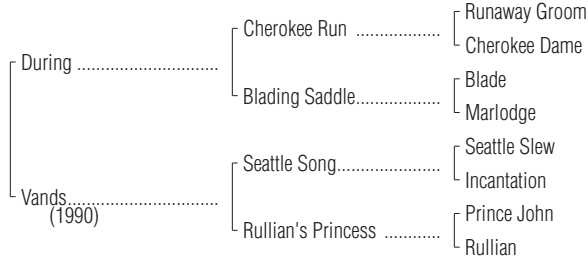 Runaway Groom
Cherokee Run ..................
Cherokee Dame
During ..............................
Blade
Blading Saddle..................
Marlodge
Seattle Slew
Seattle Song......................
Incantation
Vands................................
(1990)
Prince John
Rullian's Princess ............
Rullian